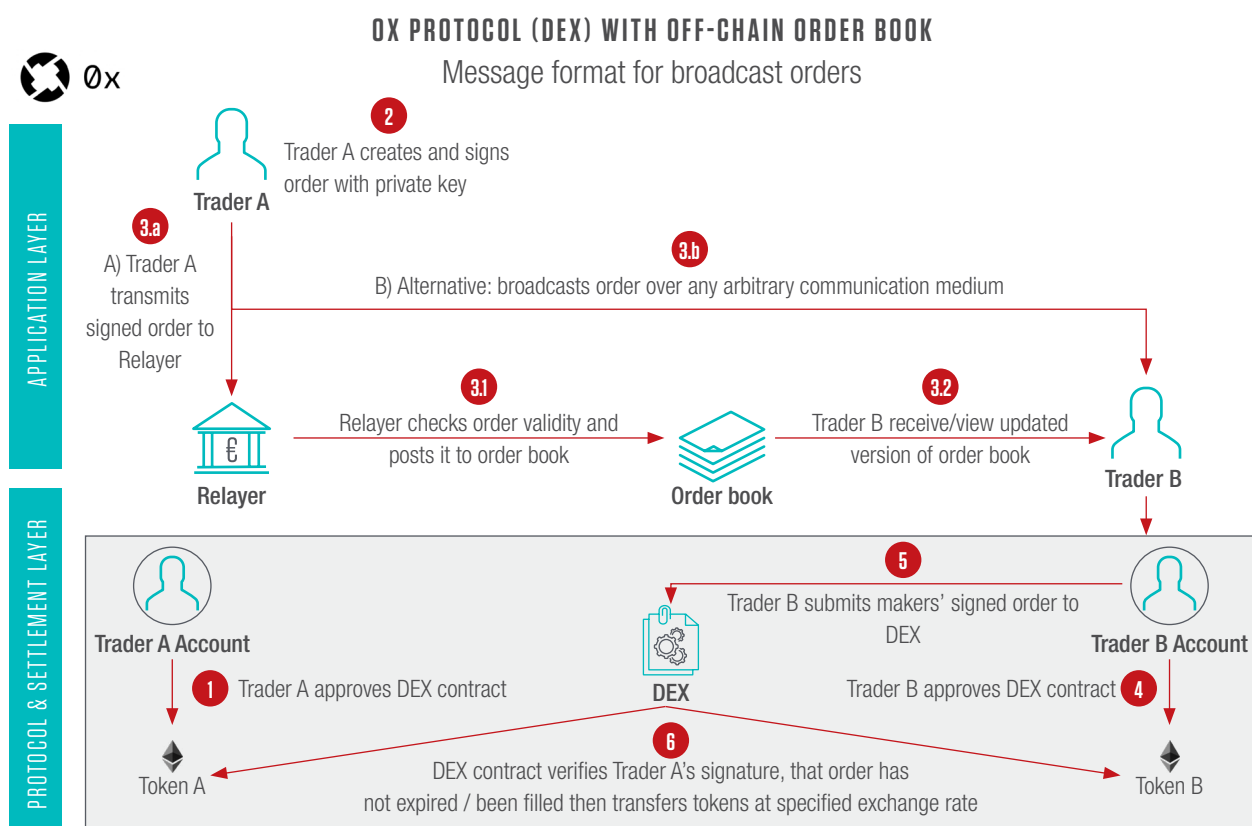 0X PROTOCOL (DEX) WITH OFF-CHAIN ORDER BOOK
Message format for broadcast orders
0x
APPLICATION LAYER
2
Trader A creates and signs
order with private key
Trader A
3.a
A) Trader A
transmits
signed order to
Relayer
3.b
B) Alternative: broadcasts order over any arbitrary communication medium
3.1
Relayer checks order validity and
posts it to order book
3.2
Trader B receive/view updated
version of order book
€
Relayer
Order book
Trader B
PROTOCOL & SETTLEMENT LAYER
5
Trader B submits makers’ signed order to
DEX
Trader A Account
Trader B Account
1
Trader A approves DEX contract
DEX
Trader B approves DEX contract
4
6
DEX contract verifies Trader A’s signature, that order has
not expired / been filled then transfers tokens at specified exchange rate
Token A
Token B